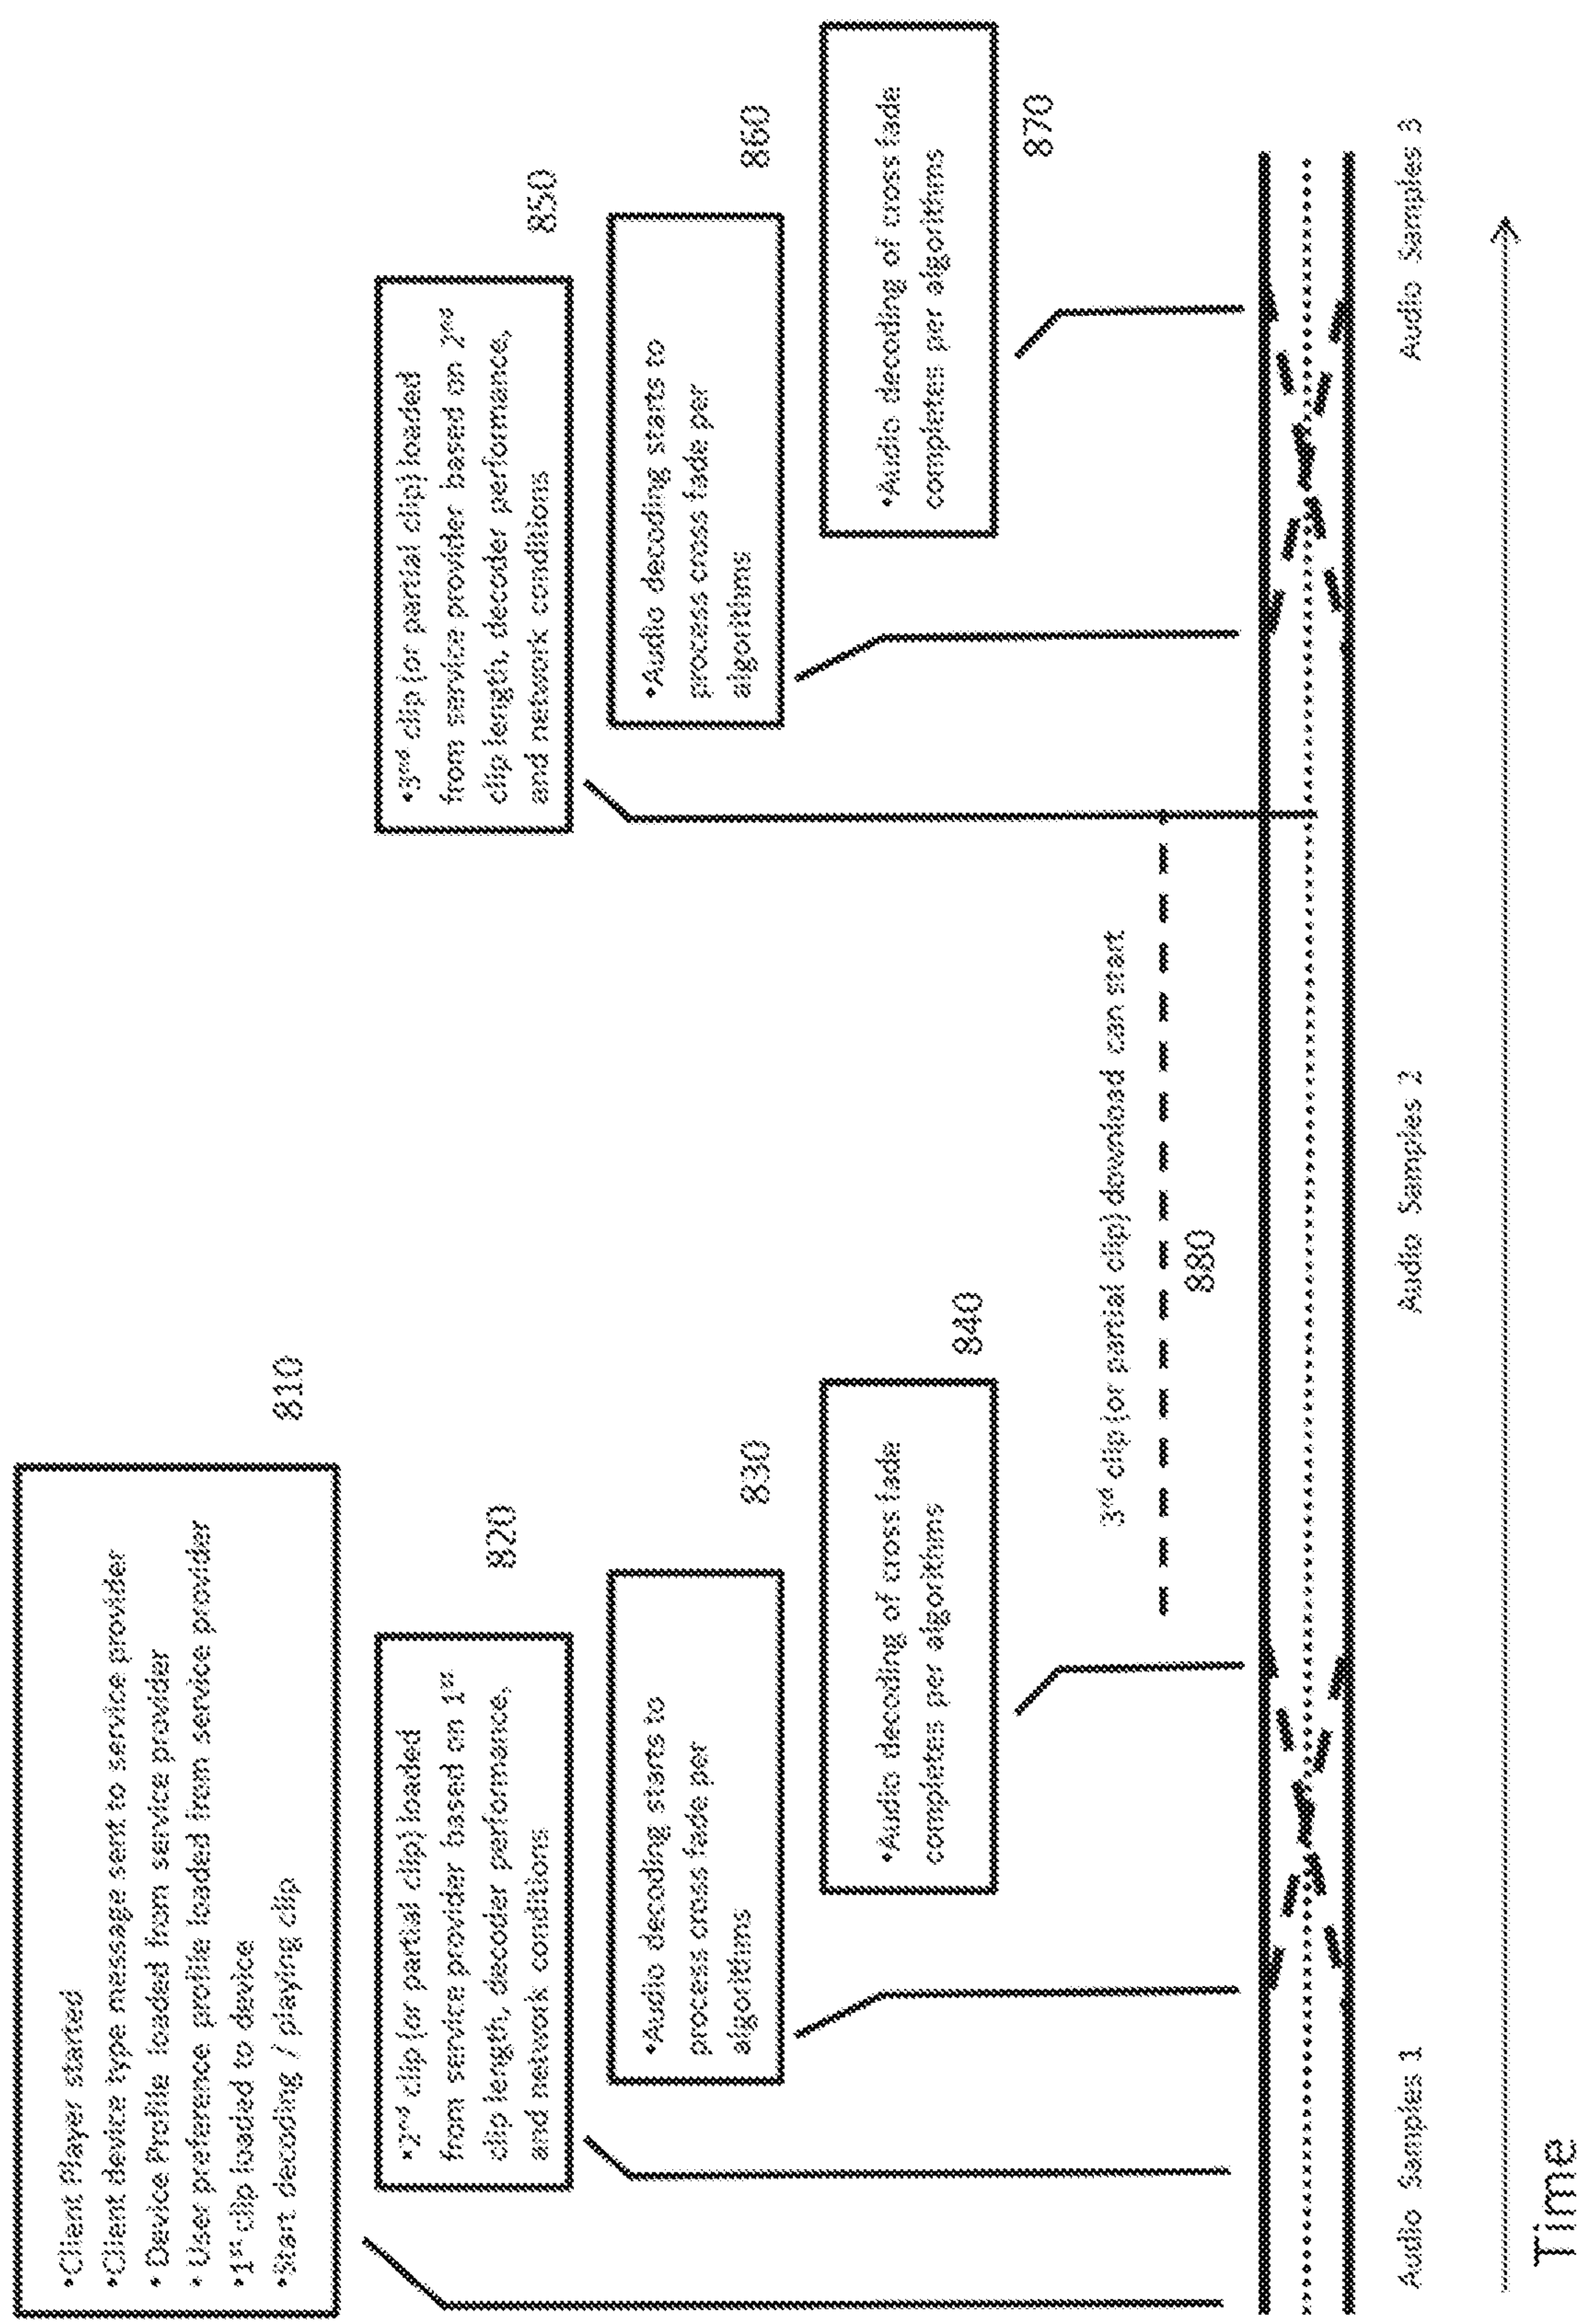 •Client Player started
•Client device type message sent to service provider
• Device Profile loaded from service provider
• User preference profile loaded from service provider
•1st clip loaded to device
•Start decoding / playing clip
810
•2nd clip (or partial clip) loaded
from service provider based on 1st
clip length, decoder performance,
and network conditions
820
•Audio decoding starts to
process cross fade per
algorithms
830
•Audio decoding of cross fade
completes per algorithms
840
•3rd clip (or partial clip) loaded
from service provider based on 2nd
clip length, decoder performance,
and network conditions
850
•Audio decoding starts to
process cross fade per
algorithms
860
•Audio decoding of cross fade
completes per algorithms
870
3rd clip (or partial clip) download can start
880
Audio Samples 1
Audio Samples 2
Audio Samples 3
Time